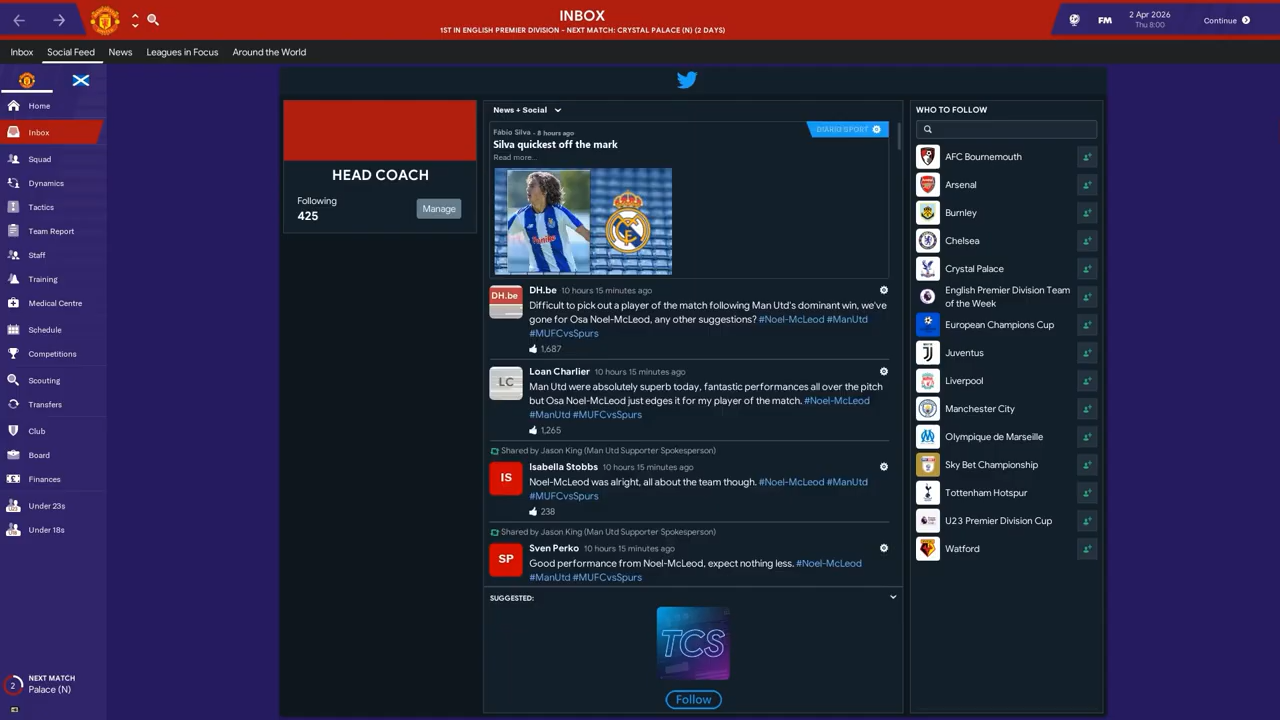 INBOX
1ST IN ENGLISH PREMIER DIVISION - NEXT MATCH: CRYSTAL PALACE (N) (2 DAYS)
FM
2 Apr 2026
Thu 8:00
Continue
Inbox
Social Feed
News
Leagues in Focus
Around the World
Home
Inbox
Squad
Dynamics
Tactics
Team Report
Staff
Training
Medical Centre
Schedule
Competitions
Scouting
Transfers
Club
Board
Finances
Under 23s
Under 18s
2
NEXT MATCH
Palace (N)
HEAD COACH
Following
425
Manage
News + Social
Fábio Silva - 8 hours ago
DIARIO SPORT
Silva quickest off the mark
Read more...
DH.be
DH.be 10 hours 15 minutes ago
Difficult to pick out a player of the match following Man Utd's dominant win, we've
gone for Osa Noel-McLeod, any other suggestions? #Noel-McLeod #ManUtd
#MUFCvsSpurs
1,687
LC
Loan Charlier 10 hours 15 minutes ago
Man Utd were absolutely superb today, fantastic performances all over the pitch
but Osa Noel-McLeod just edges it for my player of the match. #Noel-McLeod
#ManUtd #MUFCvsSpurs
1,265
Shared by Jason King (Man Utd Supporter Spokesperson)
IS
Isabella Stobbs 10 hours 15 minutes ago
Noel-McLeod was alright, all about the team though. #Noel-McLeod #ManUtd
#MUFCvsSpurs
238
Shared by Jason King (Man Utd Supporter Spokesperson)
SP
Sven Perko 10 hours 15 minutes ago
Good performance from Noel-McLeod, expect nothing less. #Noel-McLeod
#ManUtd #MUFCvsSpurs
SUGGESTED:
TCS
Follow
WHO TO FOLLOW
AFC Bournemouth
Arsenal
Burnley
Chelsea
Crystal Palace
English Premier Division Team
of the Week
European Champions Cup
Juventus
Liverpool
Manchester City
Olympique de Marseille
Sky Bet Championship
Tottenham Hotspur
U23 Premier Division Cup
Watford